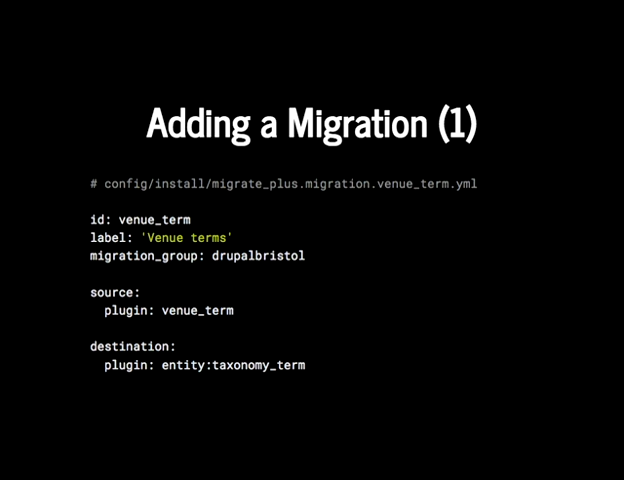 Adding a Migration (1)
# config/install/migrate_plus.migration.venue_term.yml
id: venue_term
label: 'Venue terms'
migration_group: drupalbristol
source:
  plugin: venue_term
destination:
  plugin: entity:taxonomy_term